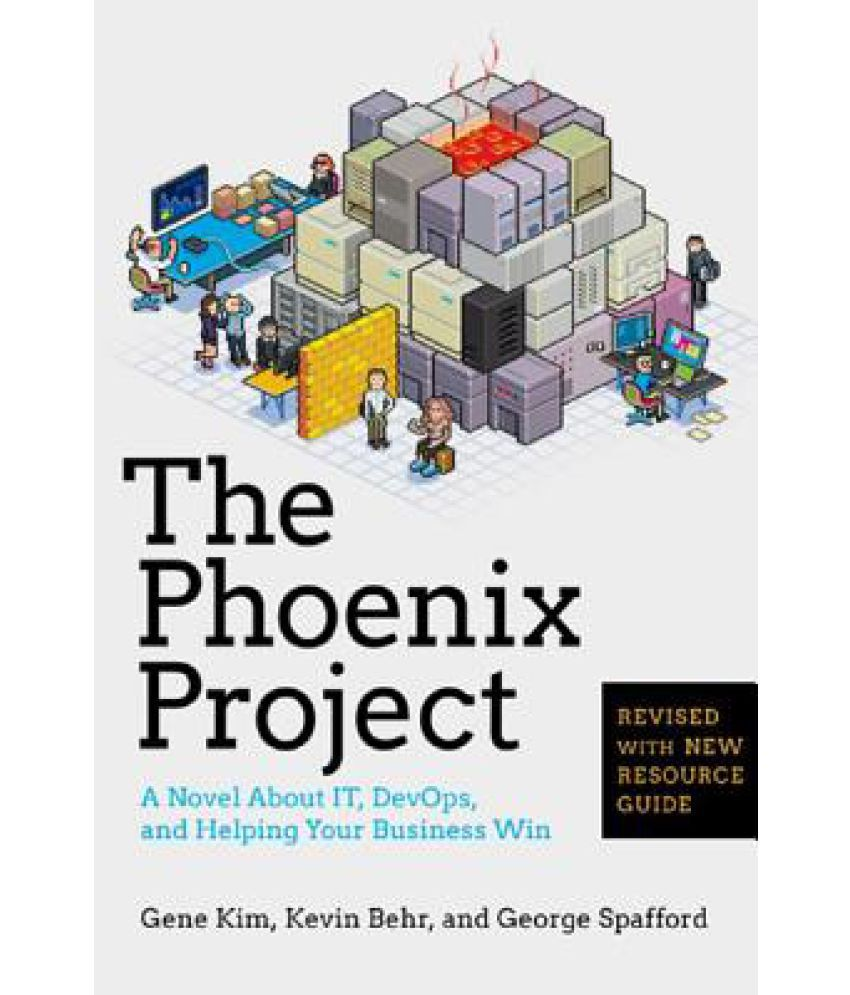 The
Phoenix
Project
REVISED
WITH NEW
RESOURCE
GUIDE
A Novel About IT, DevOps,
and Helping Your Business Win
Gene Kim, Kevin Behr, and George Spafford